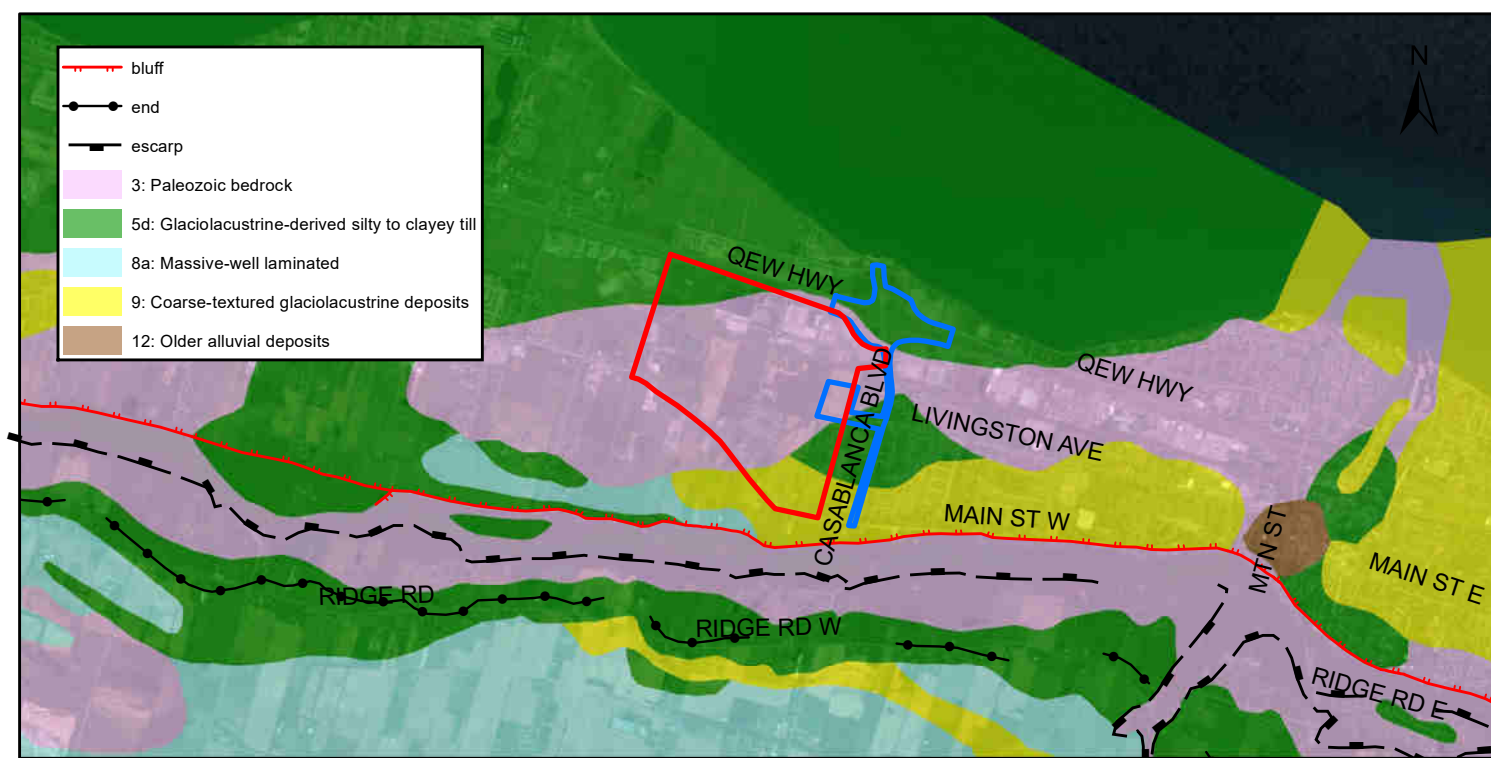 N
bluff
end
escarp
3: Paleozoic bedrock
5d: Glaciolacustrine-derived silty to clayey till
8a: Massive-well laminated
9: Coarse-textured glaciolacustrine deposits
12: Older alluvial deposits
QEW HWY
QEW HWY
CASABLANCA BLVD
LIVINGSTON AVE
MAIN ST W
MTN ST
MAIN ST E
RIDGE RD
RIDGE RD W
RIDGE RD E